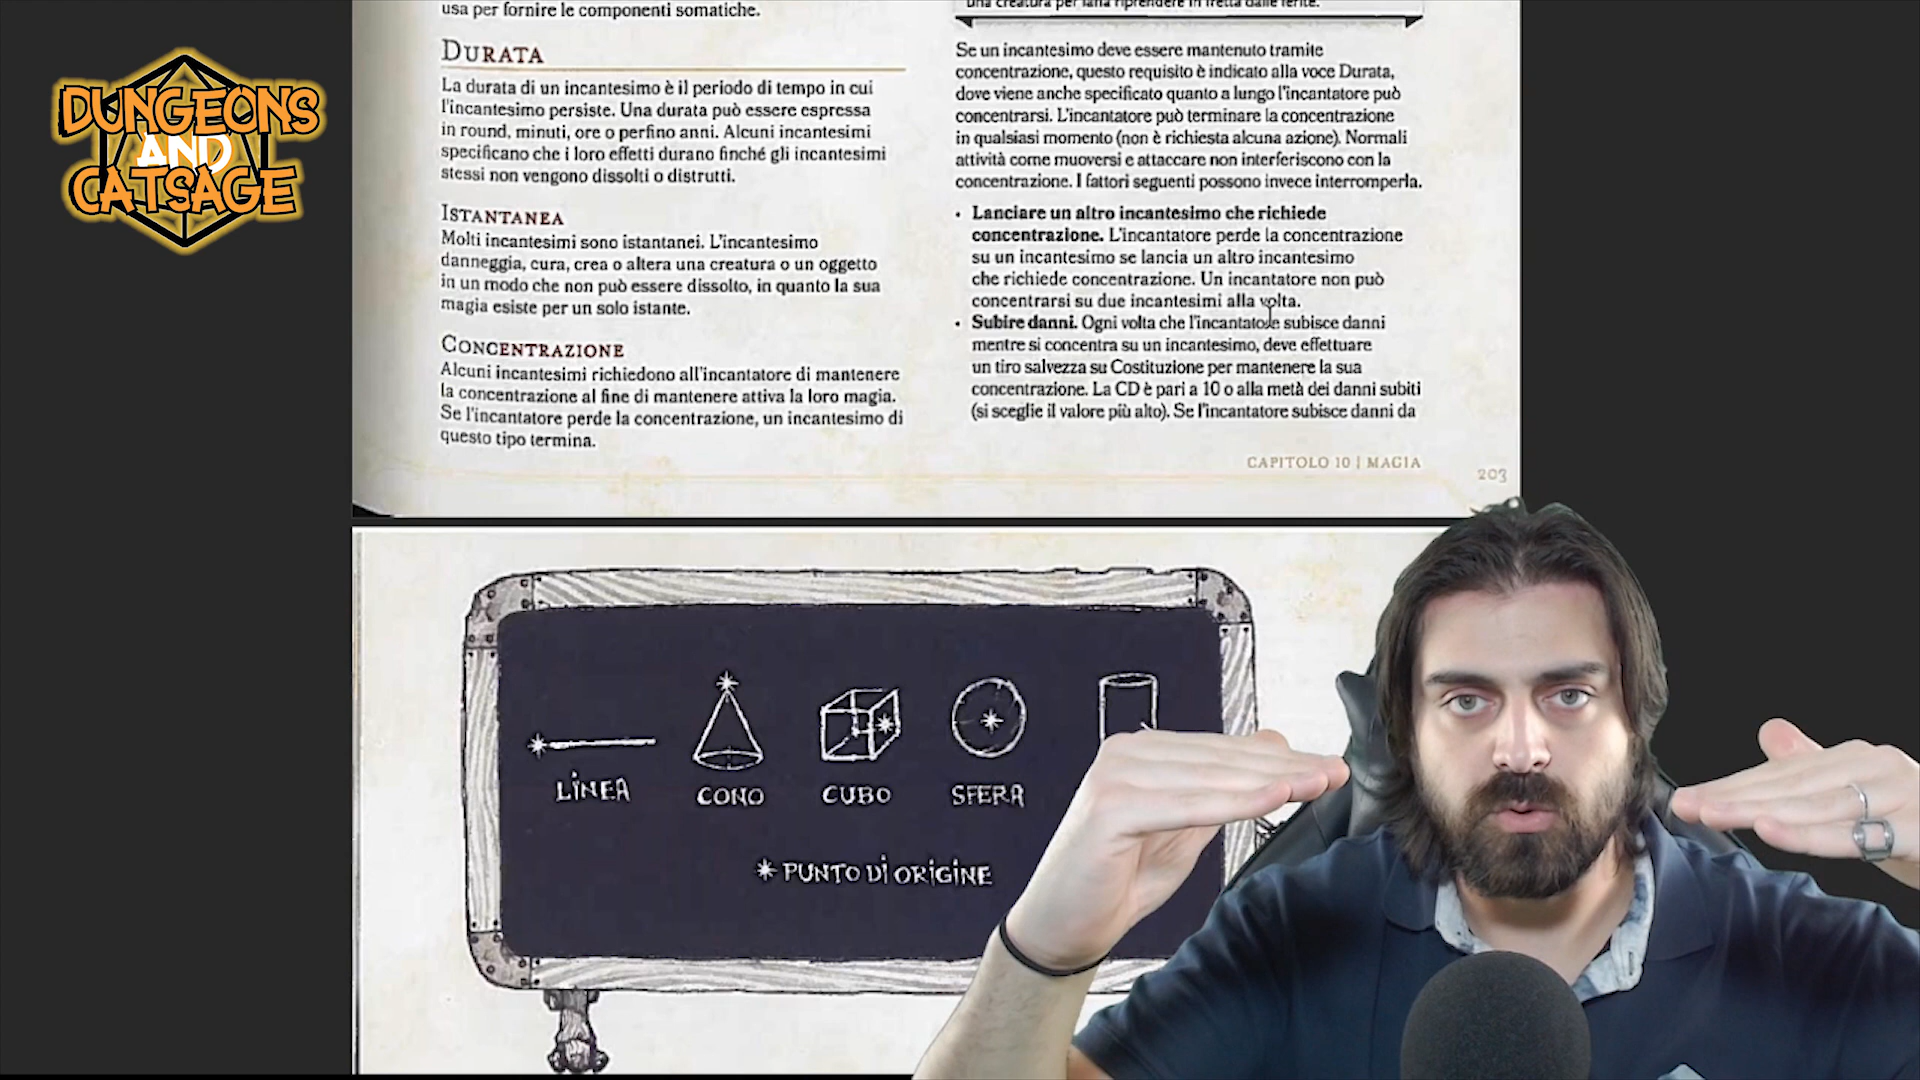 DUNGEONS
AND
CATSAGE
usa per fornire le componenti somatiche.
DURATA
La durata di un incantesimo è il periodo di tempo in cui
l'incantesimo persiste. Una durata può essere espressa
in round, minuti, ore o perfino anni. Alcuni incantesimi
specificano che i loro effetti durano finché gli incantesimi
stessi non vengono dissolti o distrutti.
ISTANTANEA
Molti incantesimi sono istantanei. L'incantesimo
danneggia, cura, crea o altera una creatura o un oggetto
in un modo che non può essere dissolto, in quanto la sua
magia esiste per un solo istante.
CONCENTRAZIONE
Alcuni incantesimi richiedono all'incantatore di mantenere
la concentrazione al fine di mantenere attiva la loro magia.
Se l'incantatore perde la concentrazione, un incantesimo di
questo tipo termina.
una creatura per farla riprendere in fretta dalle ferite.
Se un incantesimo deve essere mantenuto tramite
concentrazione, questo requisito è indicato alla voce Durata,
dove viene anche specificato quanto a lungo l'incantatore può
concentrarsi. L'incantatore può terminare la concentrazione
in qualsiasi momento (non è richiesta alcuna azione). Normali
attività come muoversi e attaccare non interferiscono con la
concentrazione. I fattori seguenti possono invece interromperla.
• Lanciare un altro incantesimo che richiede
concentrazione. L'incantatore perde la concentrazione
su un incantesimo se lancia un altro incantesimo
che richiede concentrazione. Un incantatore non può
concentrarsi su due incantesimi alla volta.
• Subire danni. Ogni volta che l'incantatore subisce danni
mentre si concentra su un incantesimo, deve effettuare
un tiro salvezza su Costituzione per mantenere la sua
concentrazione. La CD è pari a 10 o alla metà dei danni subiti
(si sceglie il valore più alto). Se l'incantatore subisce danni da
CAPITOLO 10 | MAGIA
203
LINEA
CONO
CUBO
SFERA
* PUNTO DI ORIGINE